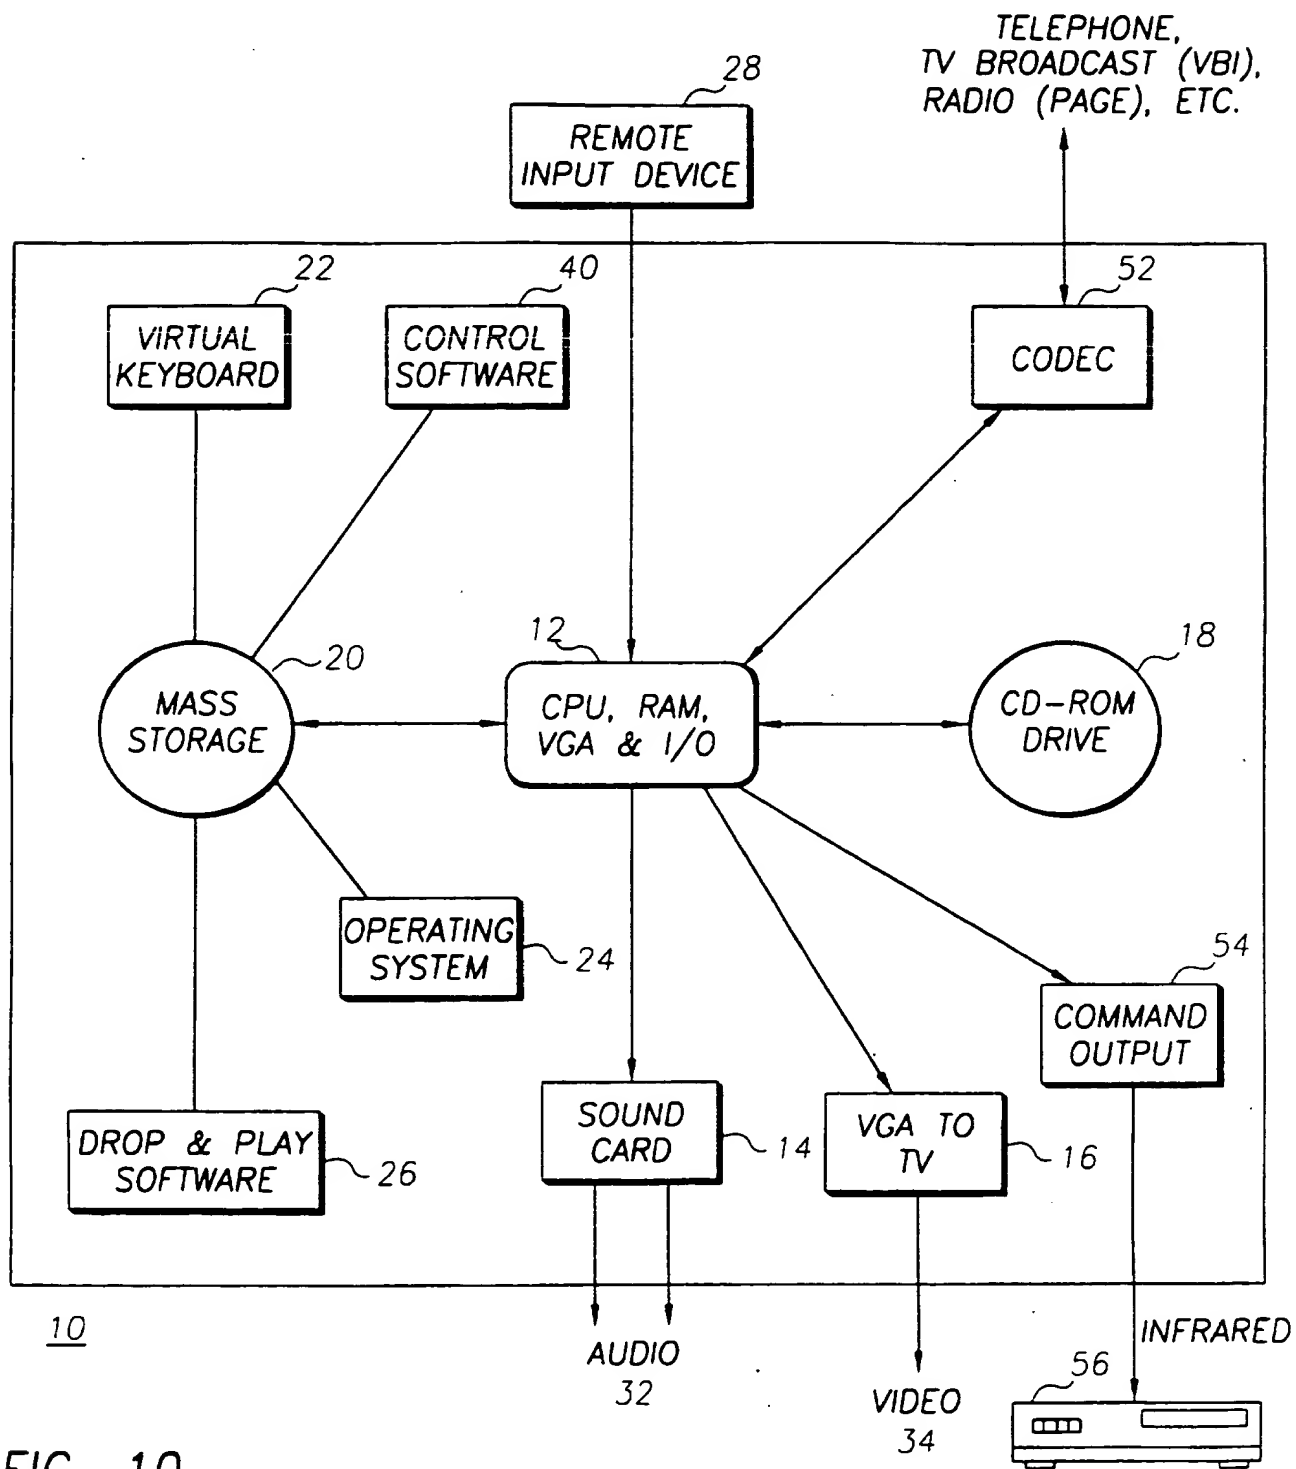 TELEPHONE,
TV BROADCAST (VBI),
RADIO (PAGE), ETC.
28
REMOTE
INPUT DEVICE
22
40
52
VIRTUAL
KEYBOARD
CONTROL
SOFTWARE
CODEC
12
18
20
MASS
STORAGE
CPU, RAM,
VGA & I/O
CD-ROM
DRIVE
OPERATING
SYSTEM
24
54
COMMAND
OUTPUT
SOUND
CARD
14
VGA TO
TV
16
DROP & PLAY
SOFTWARE
26
10
INFRARED
AUDIO
32
56
VIDEO
34
FIG. 10